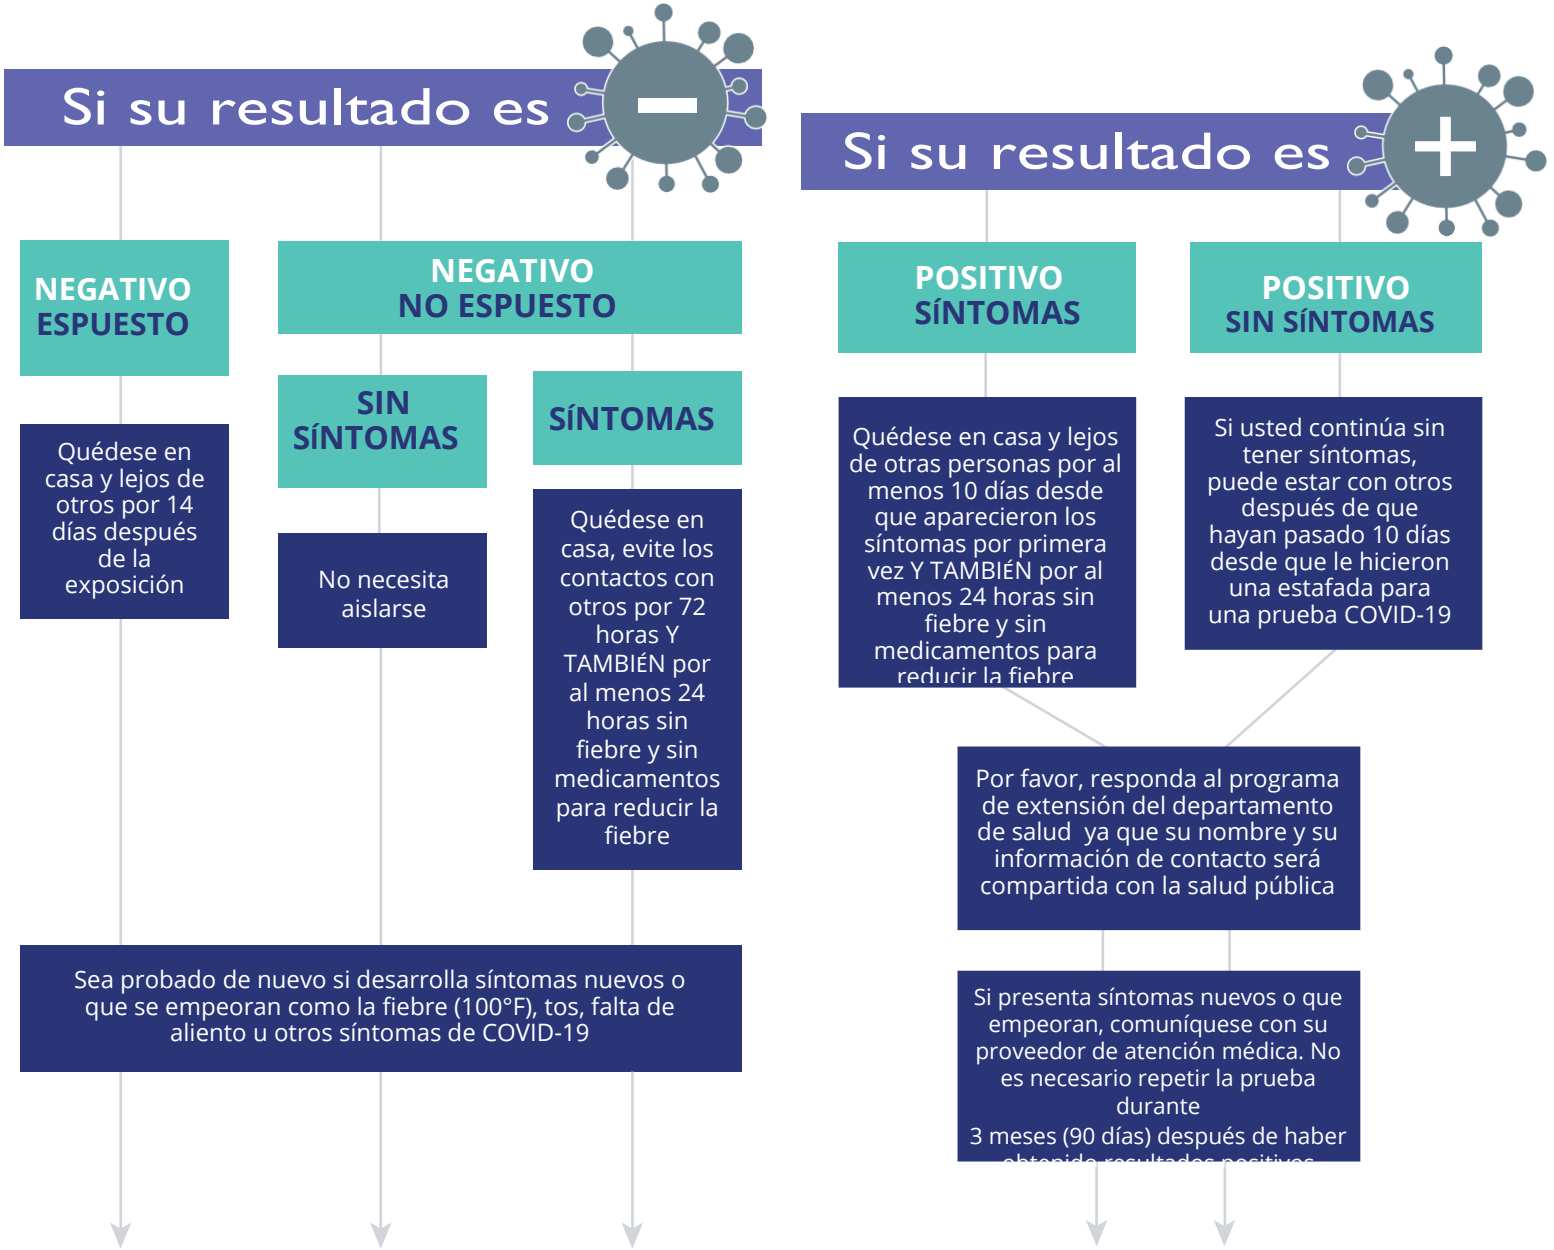 Si su resultado es −
NEGATIVO
ESPUESTO
Quédese en
casa y lejos de
otros por 14
días después
de la
exposición
NEGATIVO
NO ESPUESTO
SIN
SÍNTOMAS
No necesita
aislarse
SÍNTOMAS
Quédese en
casa, evite los
contactos con
otros por 72
horas Y
TAMBIÉN por
al menos 24
horas sin
fiebre y sin
medicamentos
para reducir la
fiebre
Sea probado de nuevo si desarrolla síntomas nuevos o
que se empeoran como la fiebre (100°F), tos, falta de
aliento u otros síntomas de COVID-19
Si su resultado es +
POSITIVO
SÍNTOMAS
Quédese en casa y lejos
de otras personas por al
menos 10 días desde
que aparecieron los
síntomas por primera
vez Y TAMBIÉN por al
menos 24 horas sin
fiebre y sin
medicamentos para
reducir la fiebre
POSITIVO
SIN SÍNTOMAS
Si usted continúa sin
tener síntomas,
puede estar con otros
después de que
hayan pasado 10 días
desde que le hicieron
una estafada para
una prueba COVID-19
Por favor, responda al programa
de extensión del departamento
de salud ya que su nombre y su
información de contacto será
compartida con la salud pública
Si presenta síntomas nuevos o que
empeoran, comuníquese con su
proveedor de atención médica. No
es necesario repetir la prueba
durante
3 meses (90 días) después de haber
obtenido resultados positivos